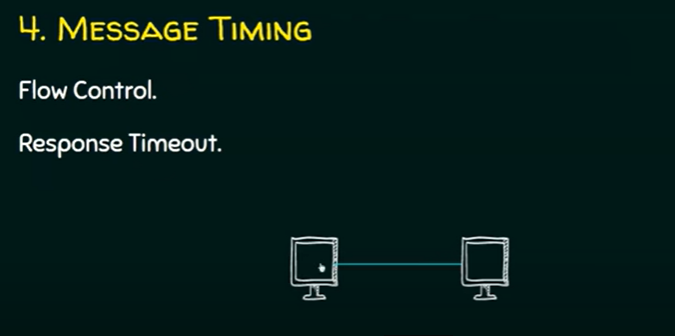 4. Message Timing
Flow Control.
Response Timeout.